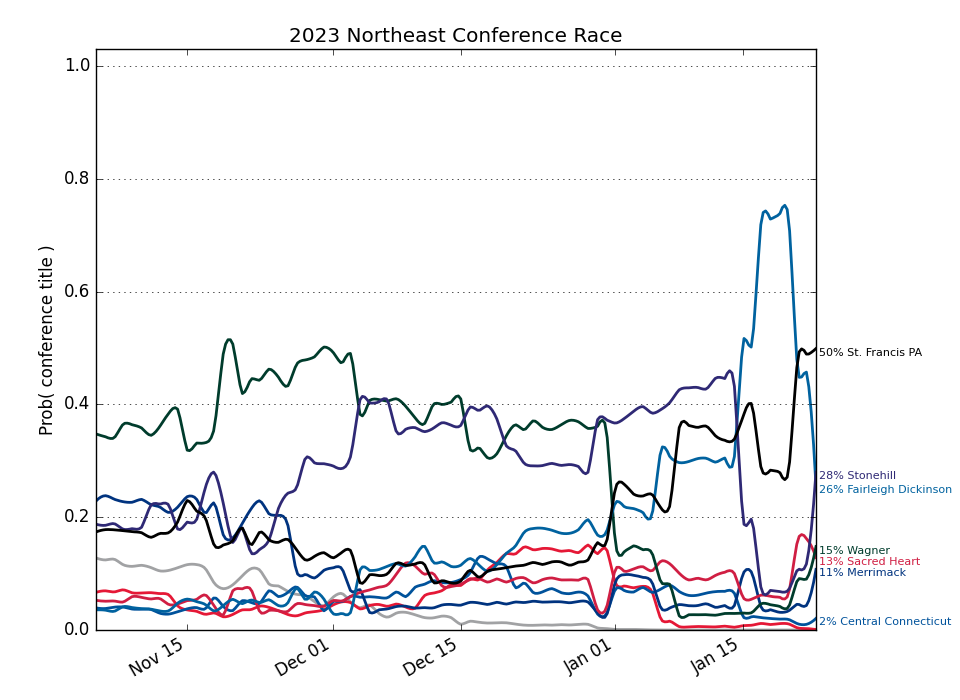 2023 Northeast Conference Race
Prob( conference title )
1.0
0.8
0.6
0.4
0.2
0.0
50% St. Francis PA
28% Stonehill
26% Fairleigh Dickinson
15% Wagner
13% Sacred Heart
11% Merrimack
2% Central Connecticut
Nov 15
Dec 01
Dec 15
Jan 01
Jan 15